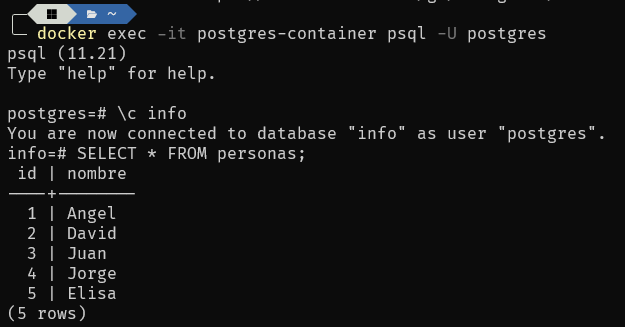 ~
docker exec -it postgres-container psql -U postgres
psql (11.21)
Type "help" for help.
postgres=# \c info
You are now connected to database "info" as user "postgres".
info=# SELECT * FROM personas;
id | nombre
----+--------
1 | Angel
2 | David
3 | Juan
4 | Jorge
5 | Elisa
(5 rows)